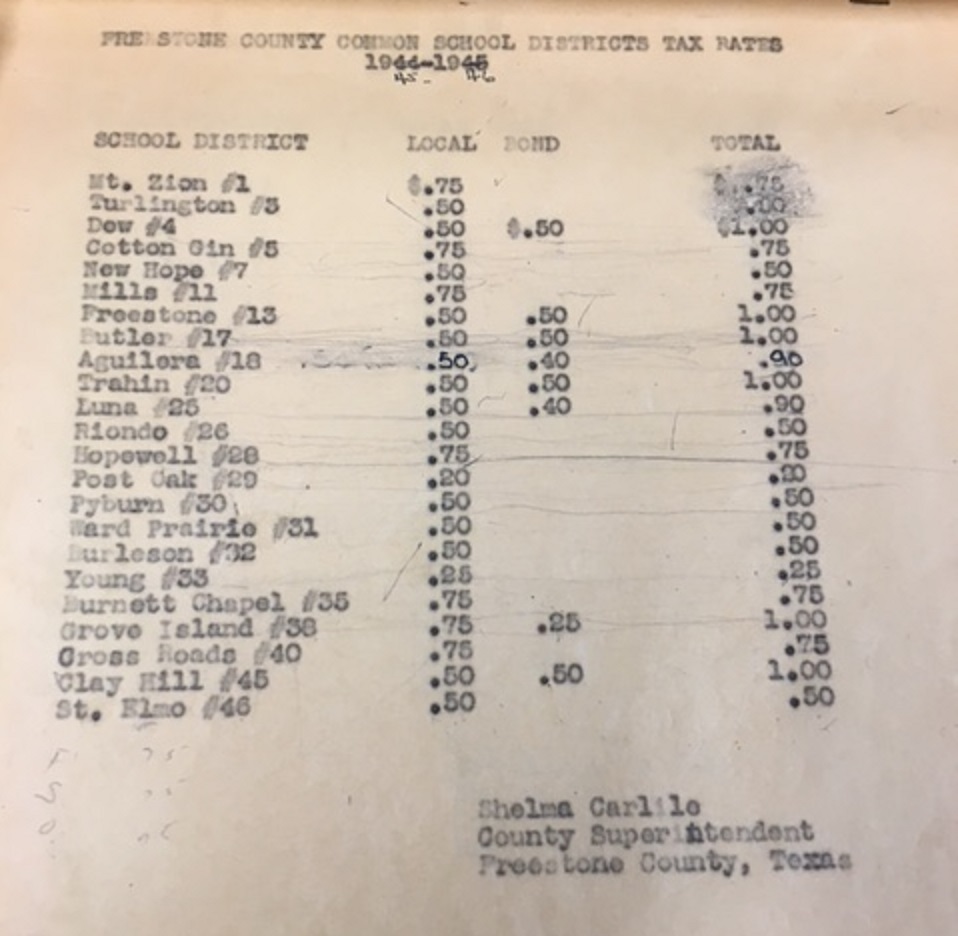 FREESTONE COUNTY COMMON SCHOOL DISTRICTS TAX RATES
1944-1945
45- 46
SCHOOL DISTRICT LOCAL BOND TOTAL
Mt. Zion #1 $.75 .75
Turlington #3 .50
Dew #4 .50 $.50 $1.00
Cotton Gin #5 .75 .75
New Hope #7 .50 .50
Mills #11 .75 .75
Freestone #13 .50 .50 1.00
Butler #17 .50 .50 1.00
Aguilera #18 .50 .40 .90
Trahin #20 .50 .50 1.00
Luna #25 .50 .40 .90
Riondo #26 .50 .50
Hopewell #28 .75 .75
Post Oak #29 .20 .20
Pyburn #30 .50 .50
Ward Prairie #31 .50 .50
Burleson #32 .50 .50
Young #33 .25 .25
Burnett Chapel #35 .75 .75
Grove Island #38 .75 .25 1.00
Cross Roads #40 .75 .75
Clay Hill #45 .50 .50 1.00
St. Elmo #46 .50 .50
Shelma Carlile
County Superintendent
Freestone County, Texas